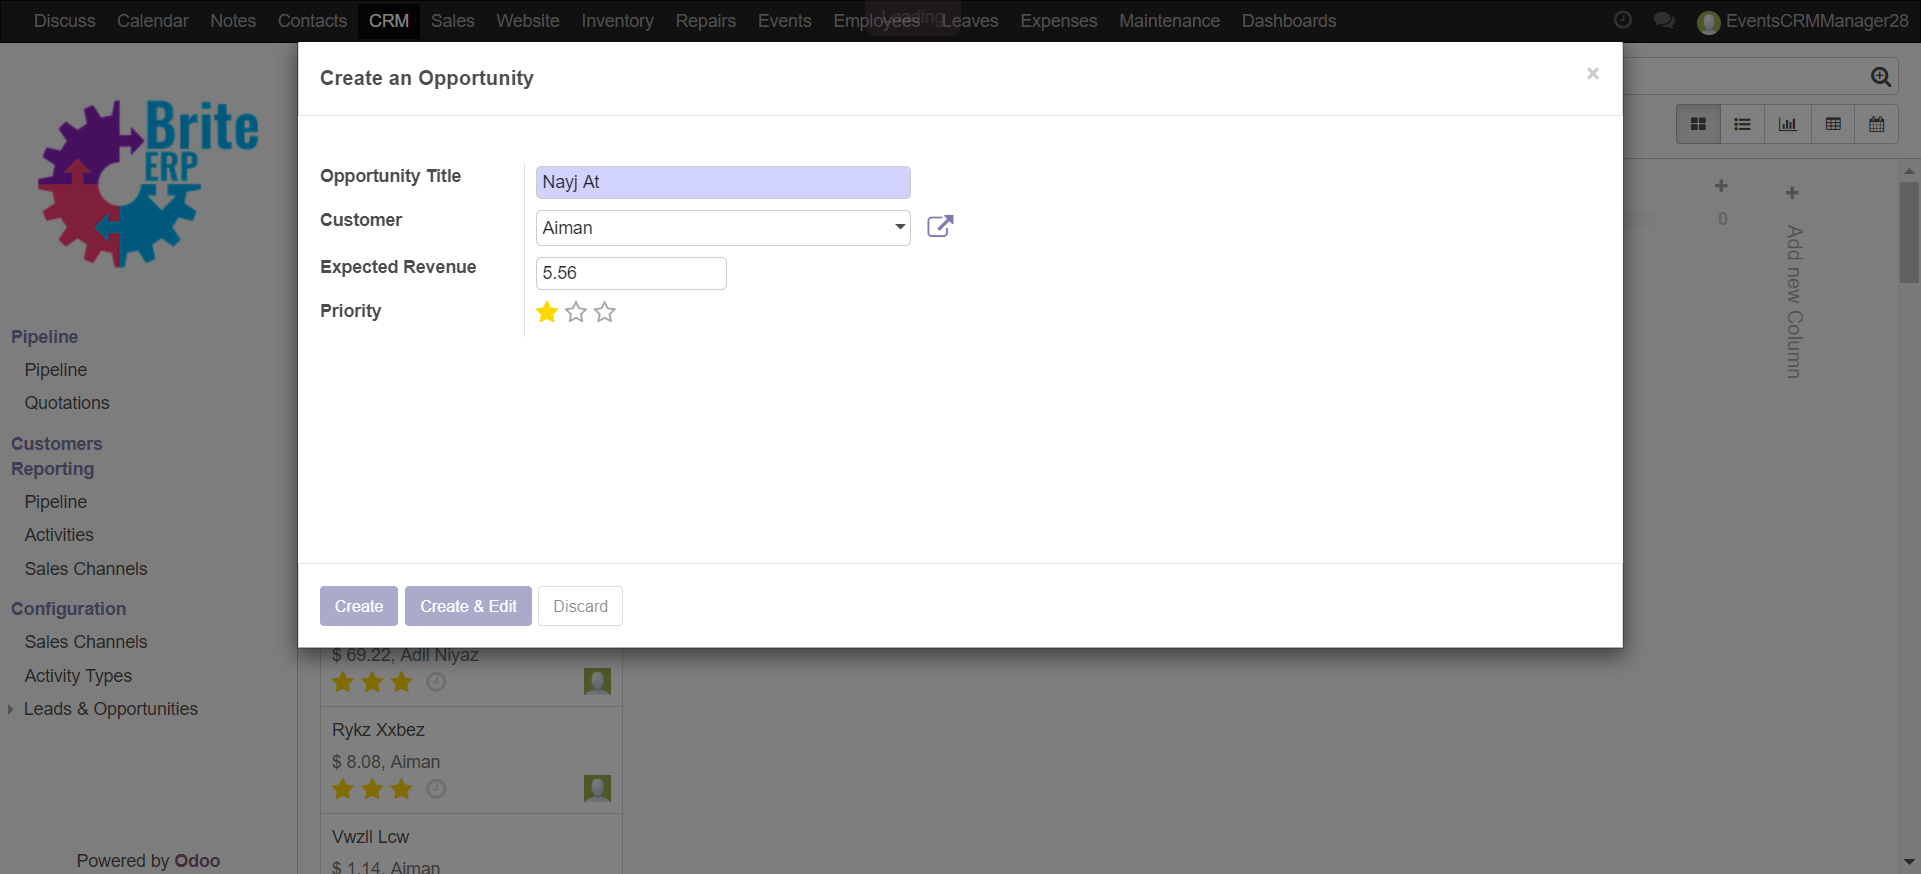 Discuss Calendar Notes Contacts CRM Sales Website Inventory Repairs Events Employees Leaves Expenses Maintenance Dashboards EventsCRMManager28
Loading
Create an Opportunity
×
Brite
ERP
Opportunity Title
Nayj At
Customer
Aiman
Expected Revenue
5.56
Priority
Create
Create & Edit
Discard
0
Add new Column
Pipeline
Pipeline
Quotations
Customers
Reporting
Pipeline
Activities
Sales Channels
Configuration
Sales Channels
Activity Types
Leads & Opportunities
Powered by Odoo
$ 69.22, Adil Niyaz
Rykz Xxbez
$ 8.08, Aiman
Vwzll Lcw
$ 1.14, Aiman